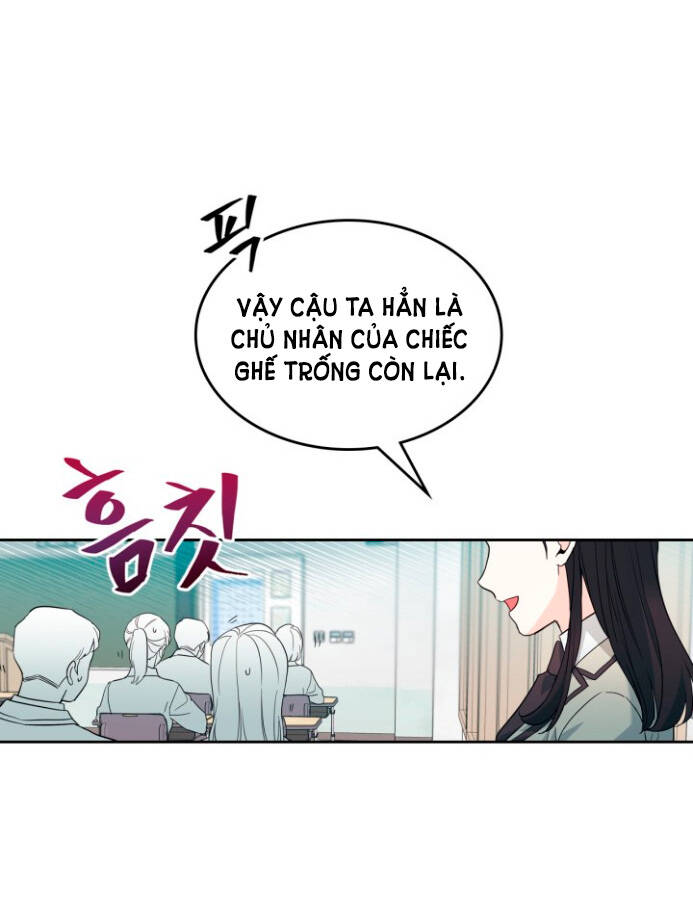 픽
VẬY CẬU TA HẲN LÀ
CHỦ NHÂN CỦA CHIẾC
GHẾ TRỐNG CÒN LẠI.
흠칫